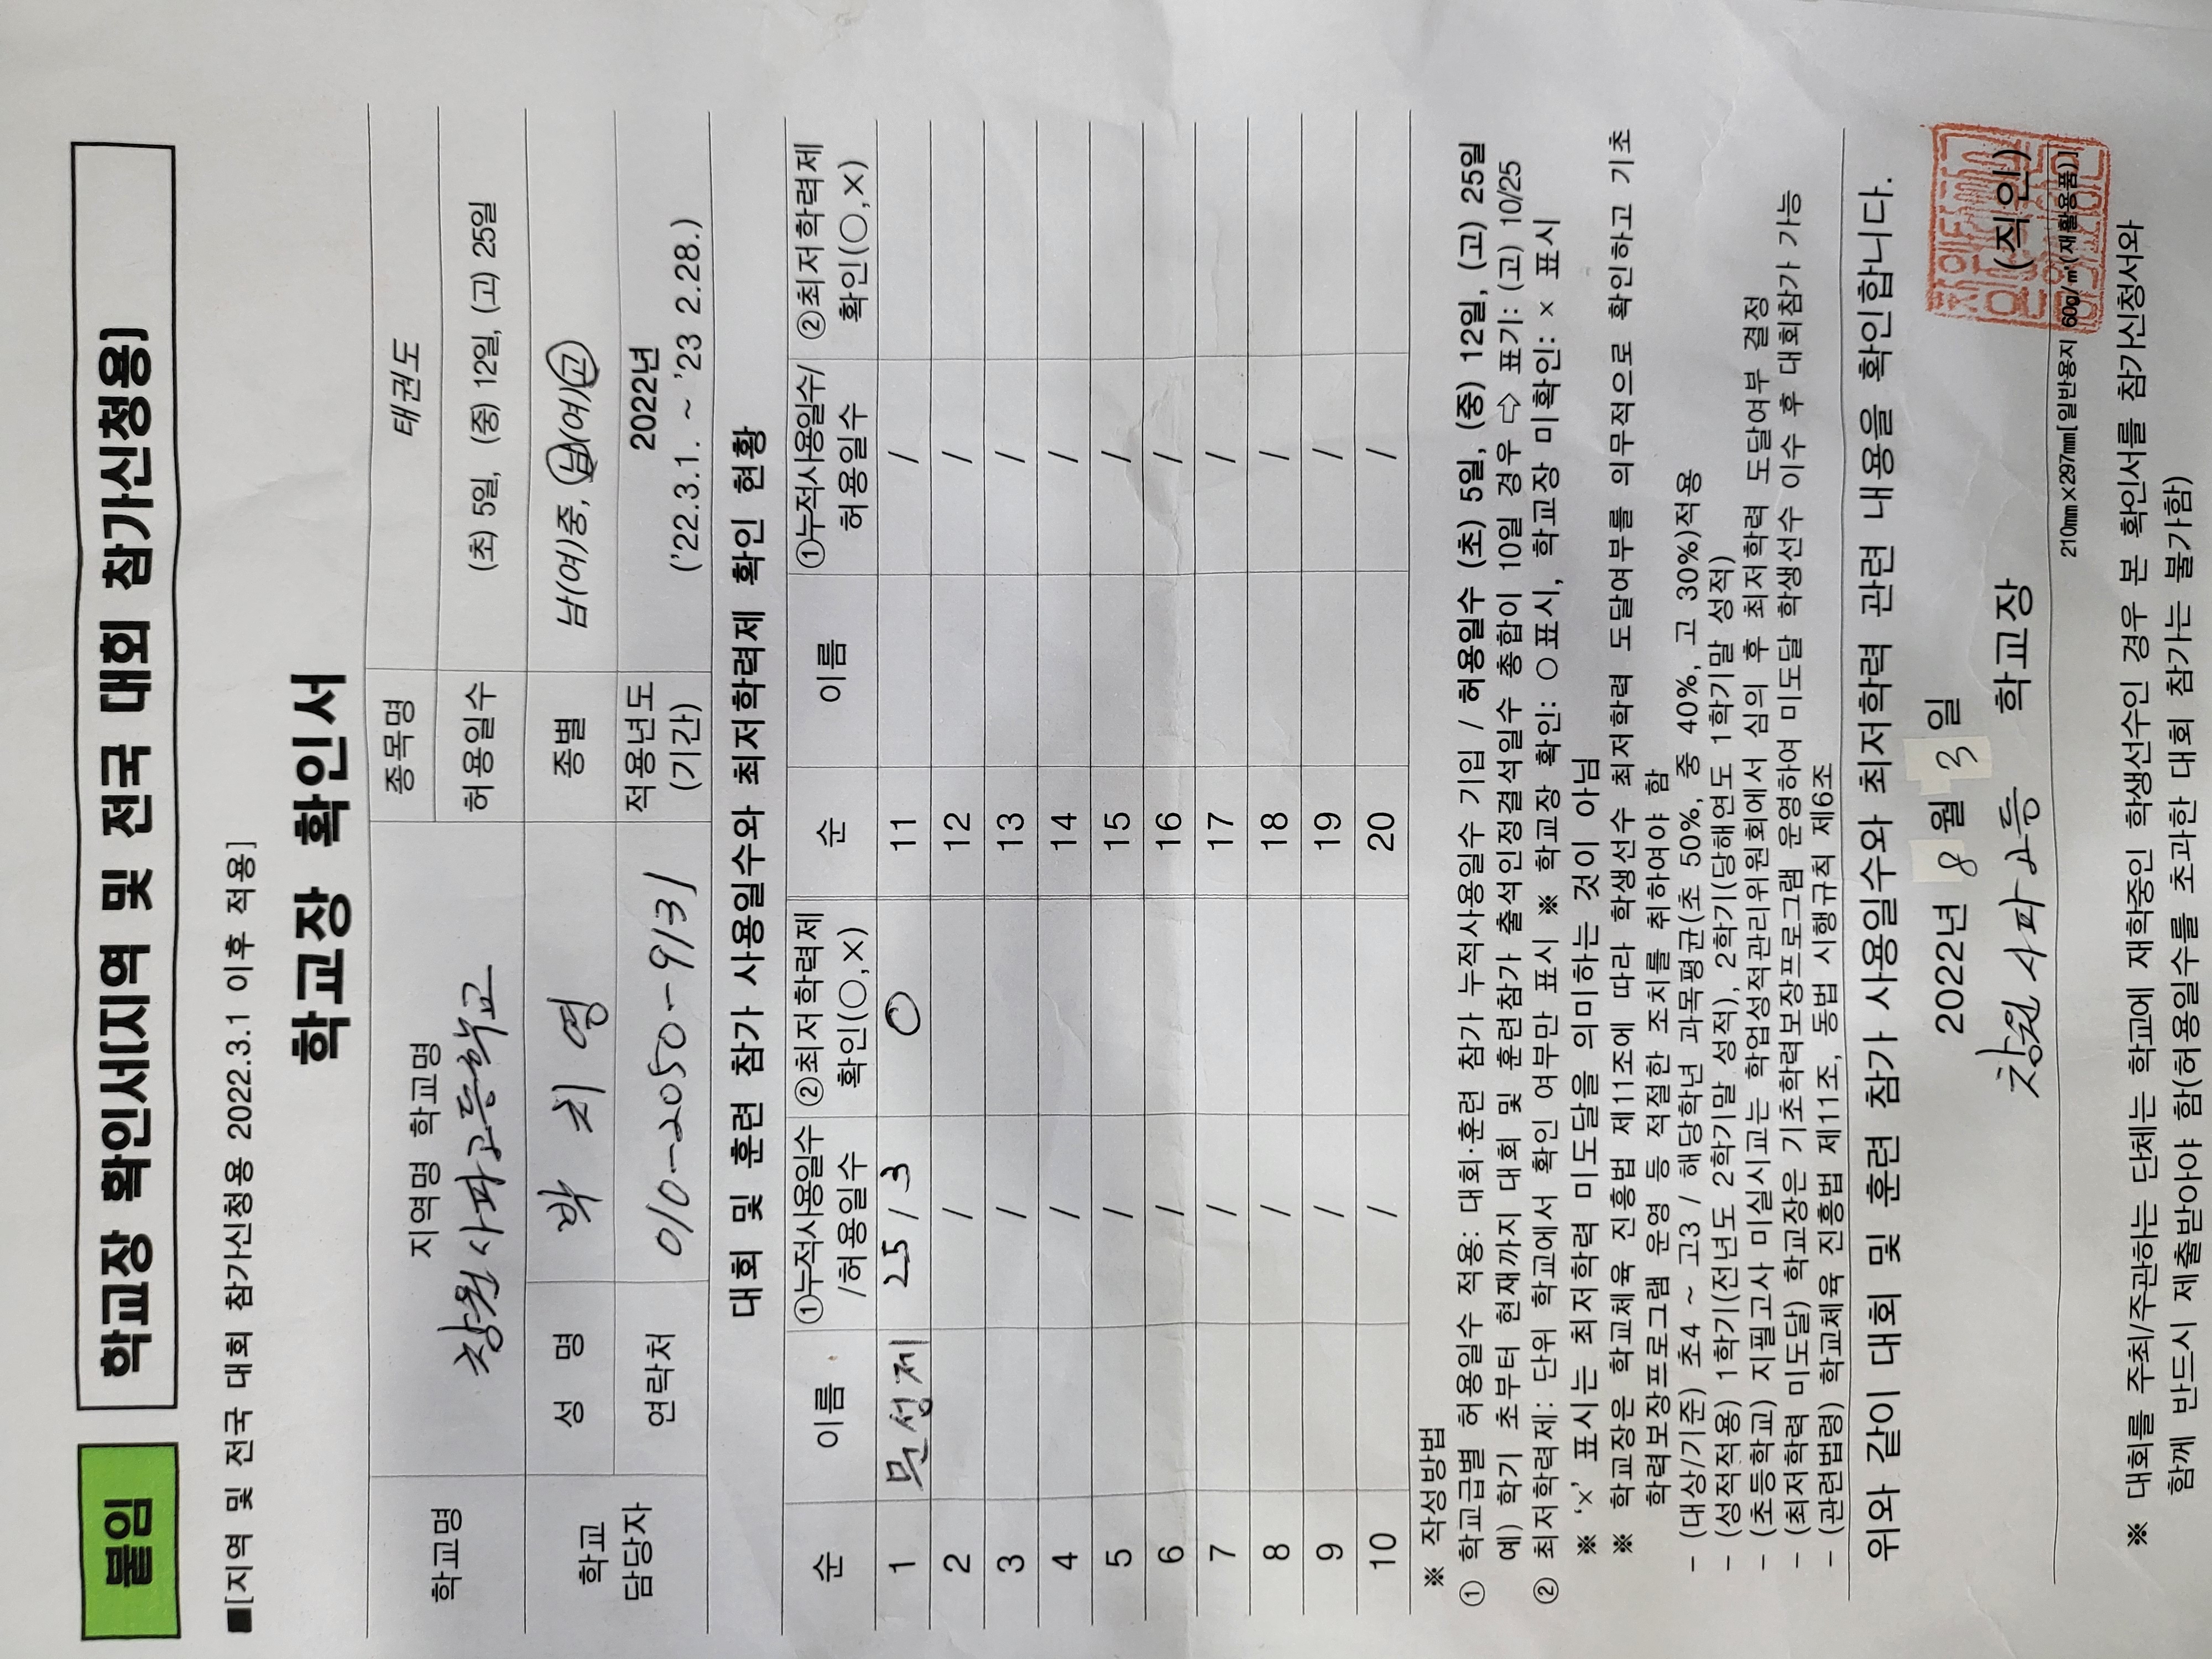 붙임
학교장 확인서[지역 및 전국 대회 참가신청용]
■[지역 및 전국 대회 참가신청용 2022.3.1 이후 적용]
학교장 확인서
학교명 지역명 학교명 종목명 태권도
창원사파고등학교 허용일수 (초) 5일, (중) 12일, (고) 25일
학교 담당자 성 명 박 치 영 종별 남(여)중, 남(여)고
연락처 010-2050-9131 적용년도 (기간) 2022년
('22.3.1. ~ '23 2.28.)
대회 및 훈련 참가 사용일수와 최저학력제 확인 현황
순 이름 ①누적사용일수 /허용일수 ②최저학력제 확인(○,×) 순 이름 ①누적사용일수/ 허용일수 ②최저학력제 확인(○,×)
1 문성제 25 / 3 ○ 11 /
2 / 12 /
3 / 13 /
4 / 14 /
5 / 15 /
6 / 16 /
7 / 17 /
8 / 18 /
9 / 19 /
10 / 20 /
※ 작성방법
① 학교급별 허용일수 적용: 대회·훈련 참가 누적사용일수 기입 / 허용일수 (초) 5일, (중) 12일, (고) 25일
예) 학기 초부터 현재까지 대회 및 훈련참가 출석인정결석일수 총합이 10일 경우 ⇨ 표기: (고) 10/25
② 최저학력제: 단위 학교에서 확인 여부만 표시 ※ 학교장 확인: ○표시, 학교장 미확인: × 표시
※ '×' 표시는 최저학력 미도달을 의미하는 것이 아님
※ 학교장은 학교체육 진흥법 제11조에 따라 학생선수 최저학력 도달여부를 의무적으로 확인하고 기초
학력보장프로그램 운영 등 적절한 조치를 취하여야 함
- (대상/기준) 초4 ~ 고3 / 해당학년 과목평균(초 50%, 중 40%, 고 30%)적용
- (성적적용) 1학기(전년도 2학기말 성적), 2학기(당해연도 1학기말 성적)
- (초등학교) 지필고사 미실시교는 학업성적관리위원회에서 심의 후 최저학력 도달여부 결정
- (최저학력 미도달) 학교장은 기초학력보장프로그램 운영하여 미도달 학생선수 이수 후 대회참가 가능
- (관련법령) 학교체육 진흥법 제11조, 동법 시행규칙 제6조
위와 같이 대회 및 훈련 참가 사용일수와 최저학력 관련 내용을 확인합니다.
2022년 8 월 3 일
창원사파고등 학교장 (직인)
210㎜×297㎜[일반용지 60g/㎡(재활용품)]
※ 대회를 주최/주관하는 단체는 학교에 재학중인 학생선수인 경우 본 확인서를 참가신청서와
함께 반드시 제출받아야 함(허용일수를 초과한 대회 참가는 불가함)